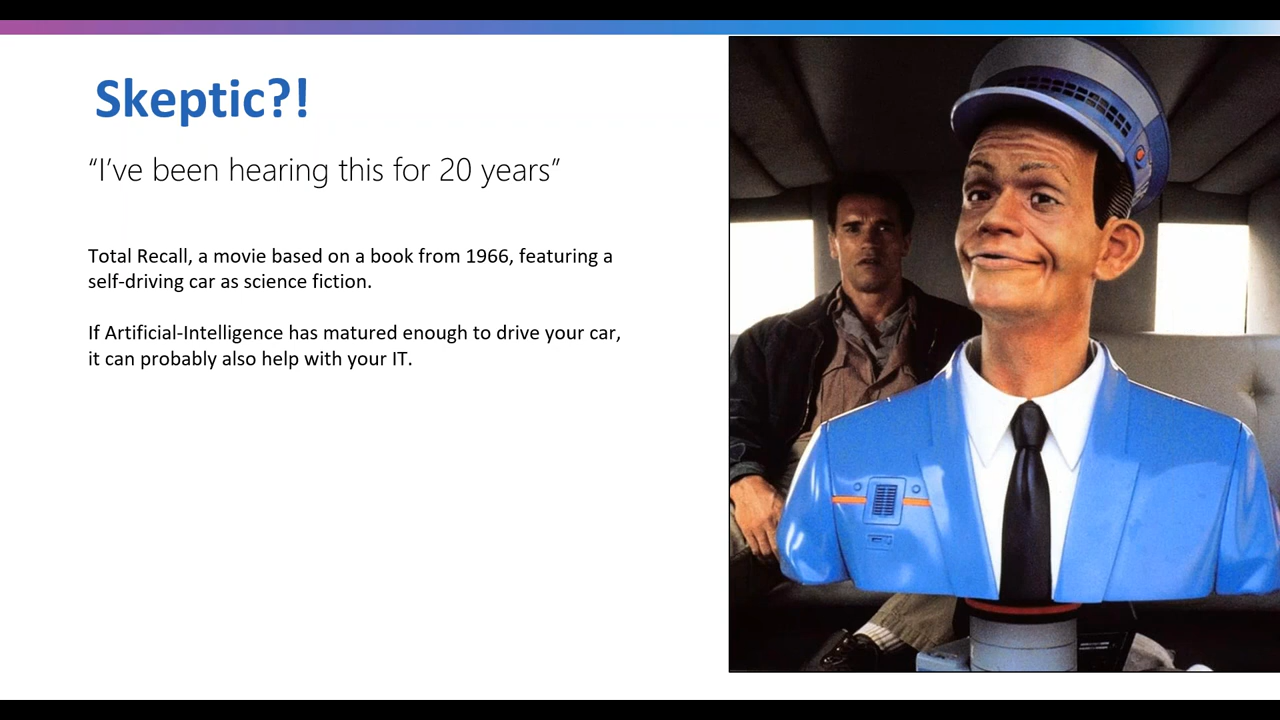 Skeptic?!
“I’ve been hearing this for 20 years”
Total Recall, a movie based on a book from 1966, featuring a
self-driving car as science fiction.
If Artificial-Intelligence has matured enough to drive your car,
it can probably also help with your IT.